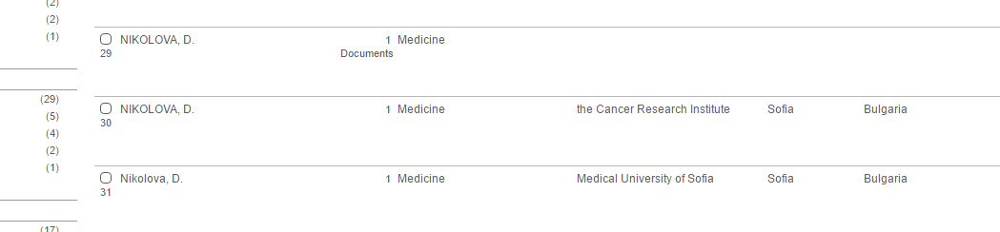 (2)
(2)
(1)
(29)
(5)
(4)
(2)
(1)
(17)
NIKOLOVA, D. 1 Medicine
29 Documents
NIKOLOVA, D. 1 Medicine the Cancer Research Institute Sofia Bulgaria
30
Nikolova, D. 1 Medicine Medical University of Sofia Sofia Bulgaria
31